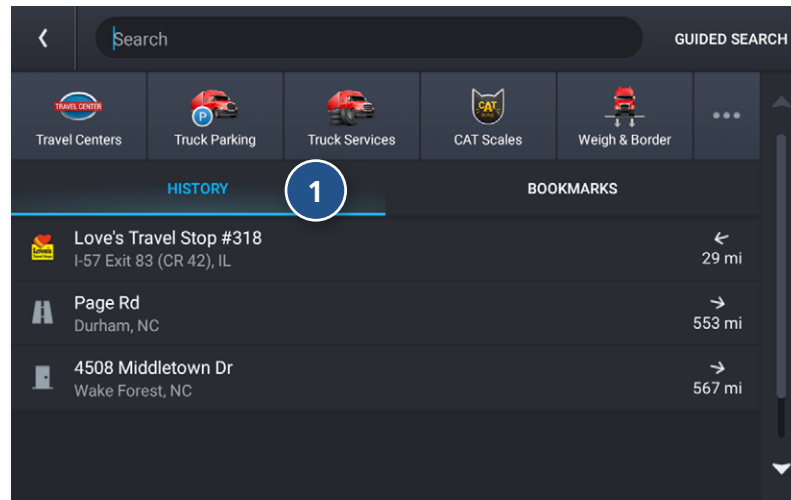 Search
GUIDED SEARCH
TRAVEL CENTER
P
CAT
Travel Centers
Truck Parking
Truck Services
CAT Scales
Weigh & Border
HISTORY
1
BOOKMARKS
Love's Travel Stop #318
29 mi
I-57 Exit 83 (CR 42), IL
Love's
Page Rd
553 mi
Durham, NC
4508 Middletown Dr
567 mi
Wake Forest, NC